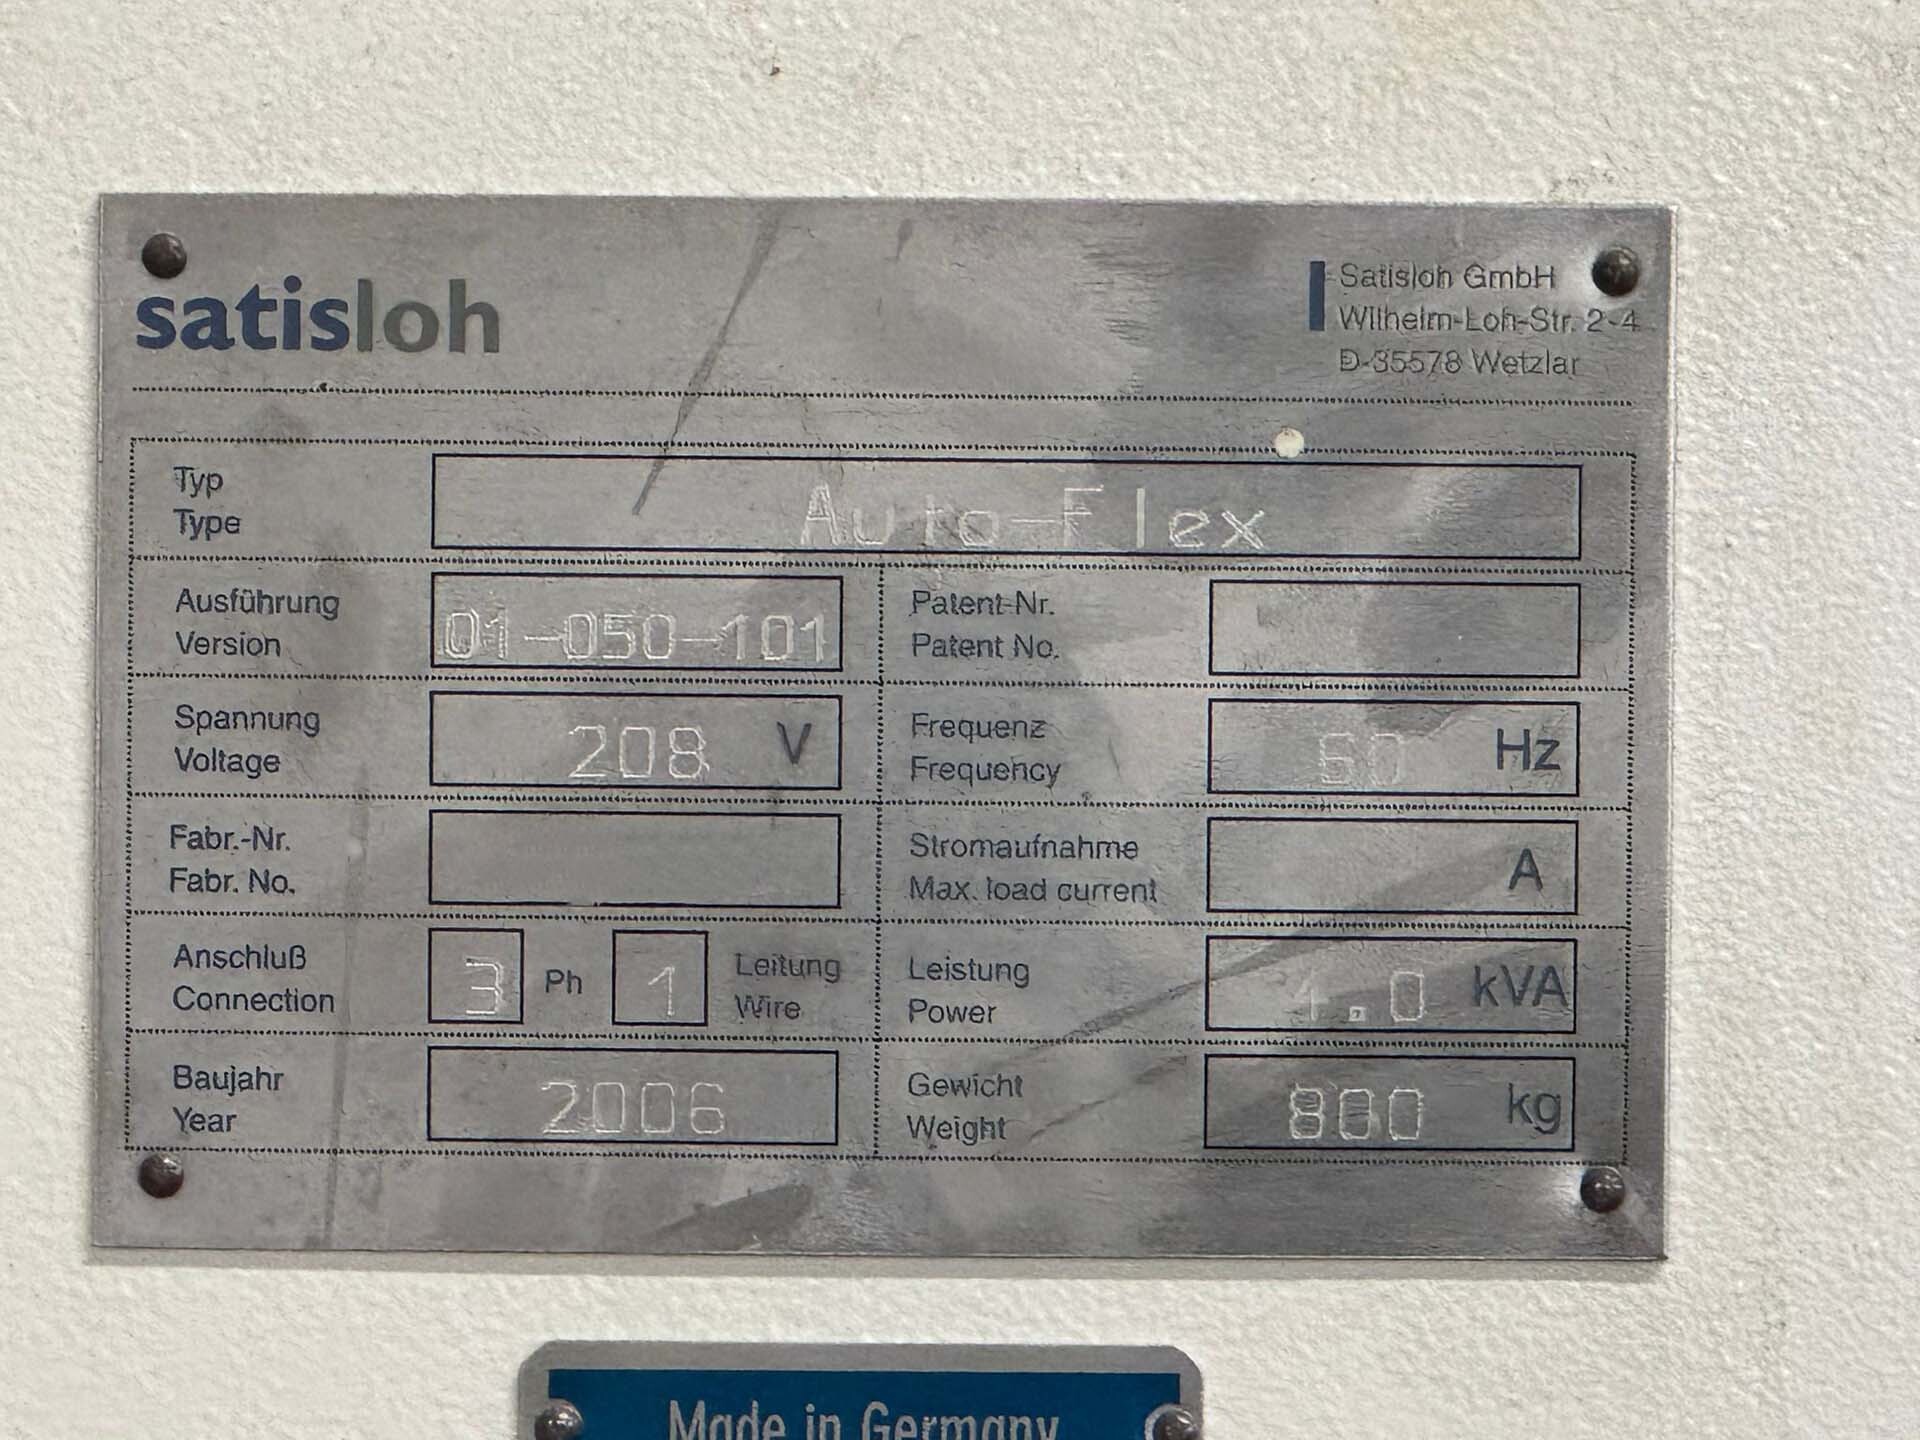 satisloh
Satisloh GmbH
Wilhelm-Loh-Str. 2-4
D-35578 Wetzlar
Typ
Type
Auto-Flex
Ausführung
Version
01-050-101
Patent-Nr.
Patent No.
Spannung
Voltage
208 V
Frequenz
Frequency
Hz
Fabr.-Nr.
Fabr. No.
Stromaufnahme
Max. load current
A
Anschluß
Connection
3 Ph 1 Leitung
Wire
Leistung
Power
1.0 kVA
Baujahr
Year
2006
Gewicht
Weight
kg
Made in Germany